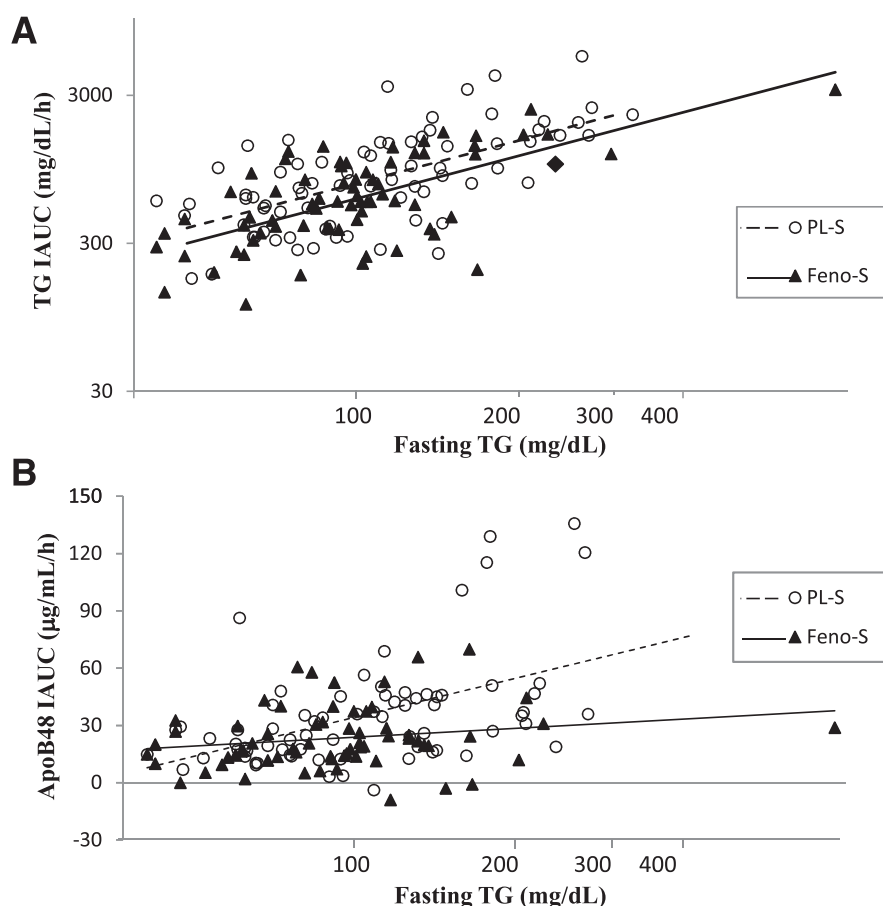 A
TG IAUC (mg/dL/h)
3000
300
30
PL-S
Feno-S
100 200 300 400
Fasting TG (mg/dL)
B
ApoB48 IAUC (µg/mL/h)
150
120
90
60
30
0
-30
PL-S
Feno-S
100 200 300 400
Fasting TG (mg/dL)